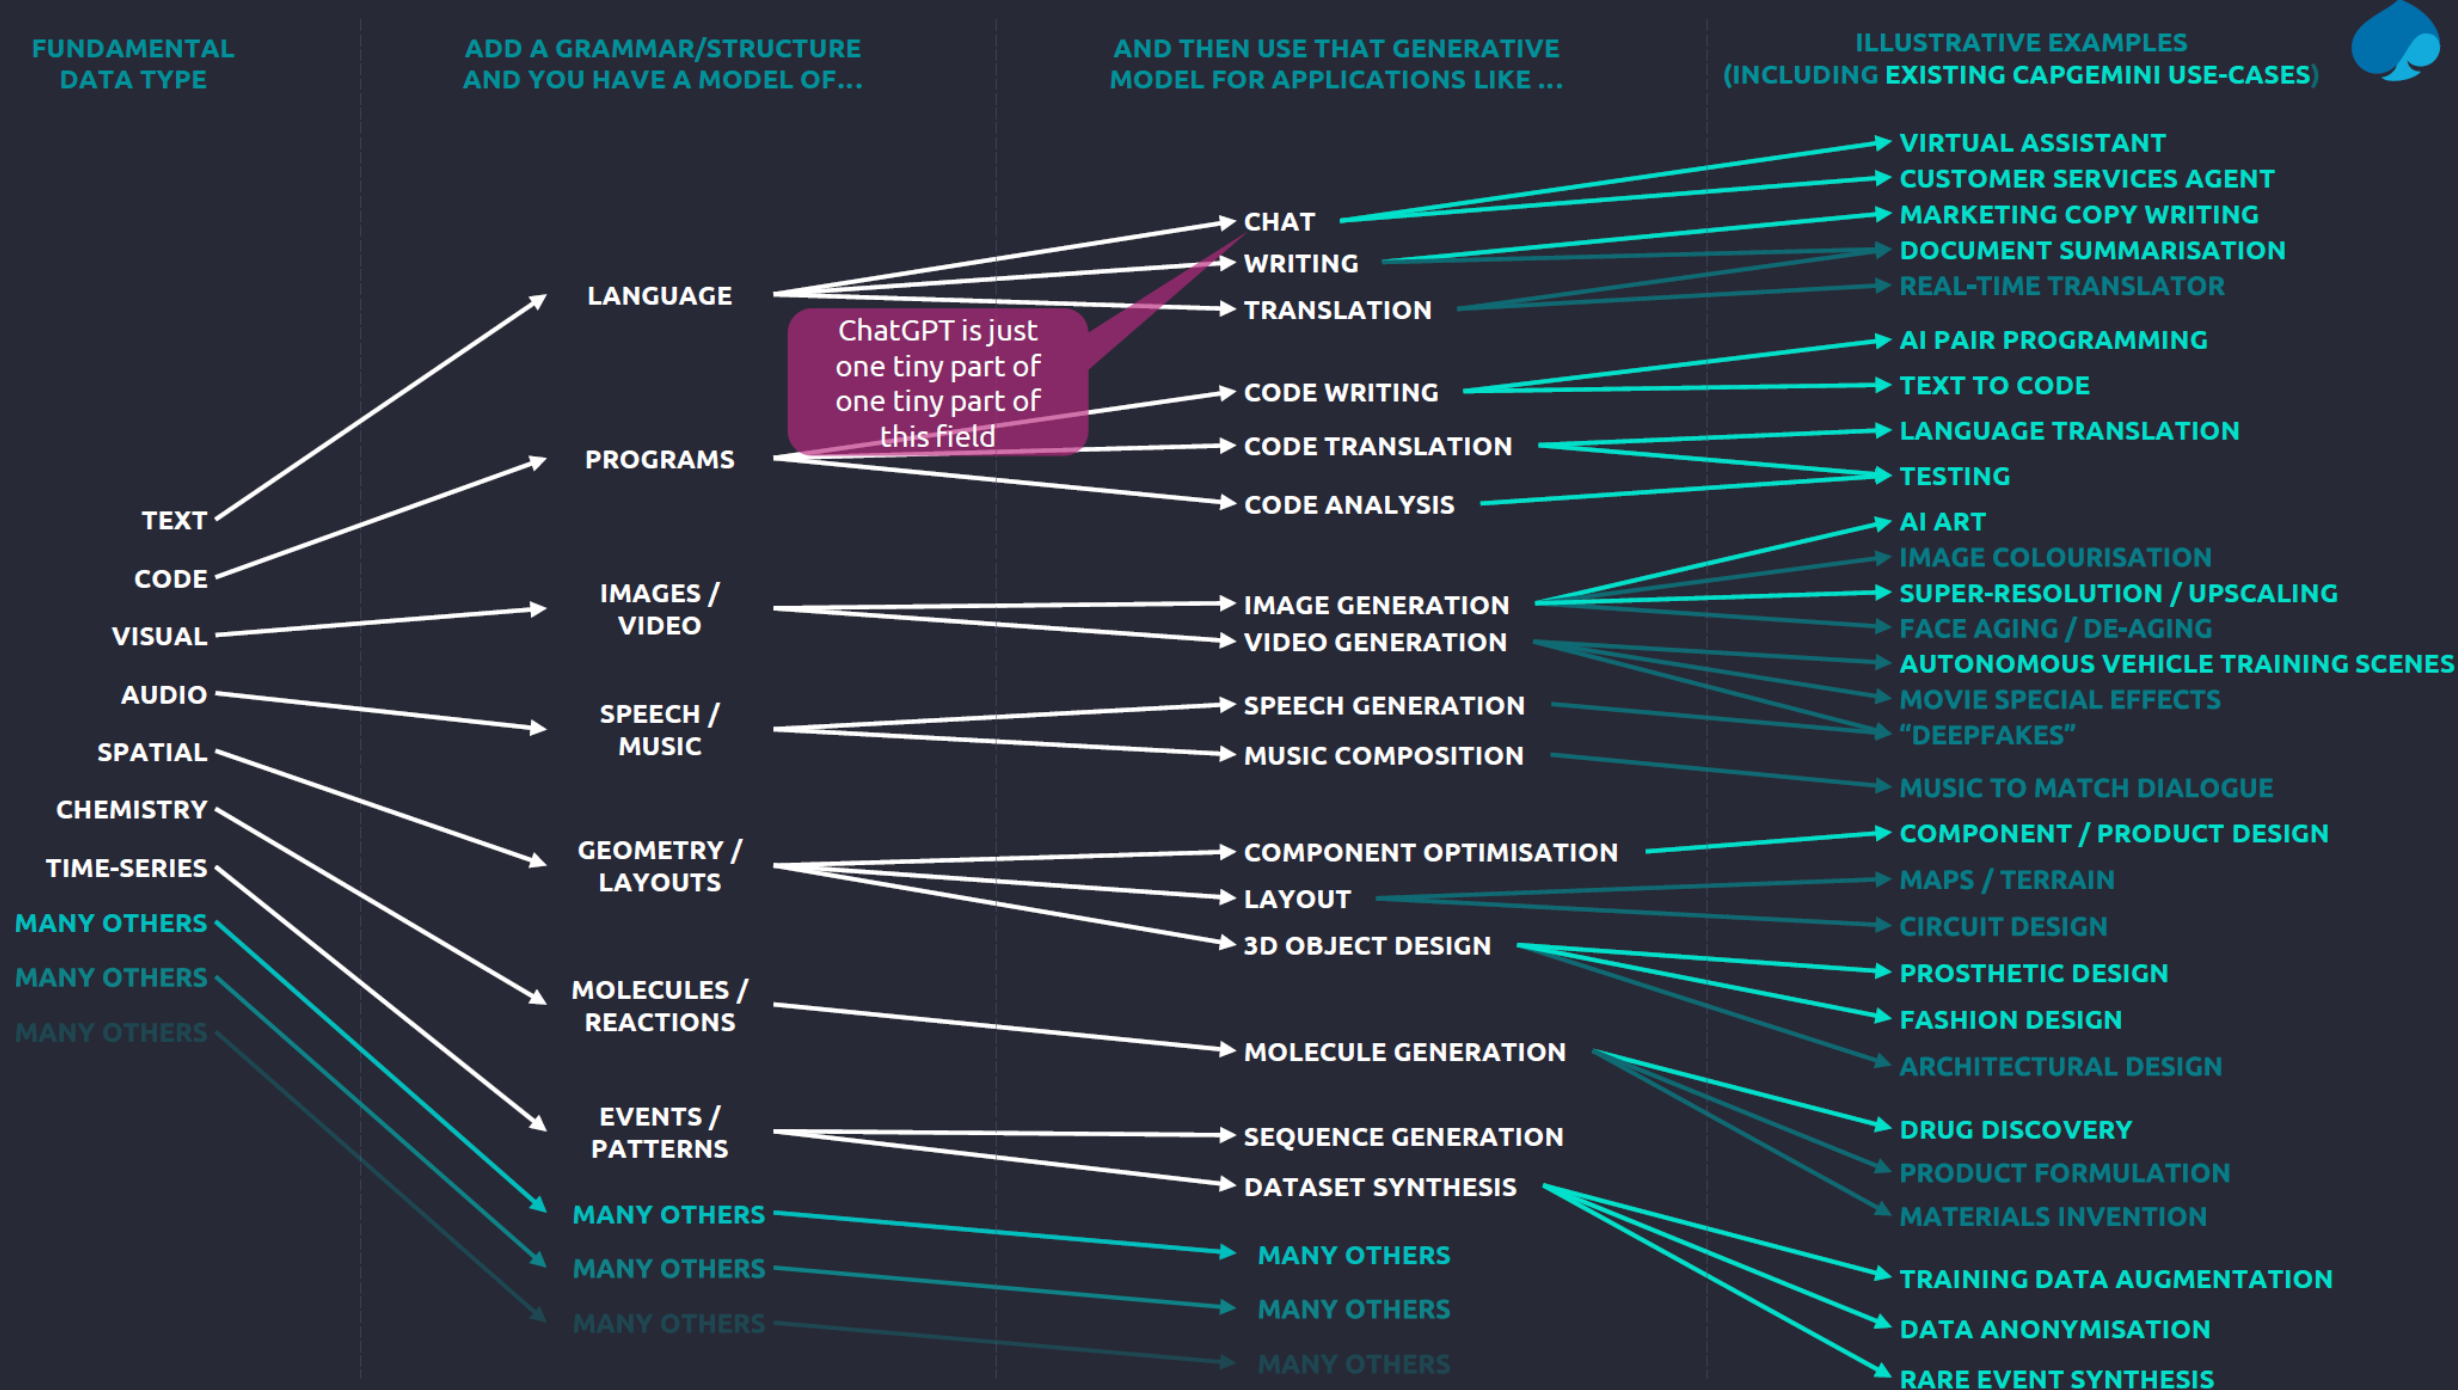 FUNDAMENTAL
DATA TYPE
ADD A GRAMMAR/STRUCTURE
AND YOU HAVE A MODEL OF...
AND THEN USE THAT GENERATIVE
MODEL FOR APPLICATIONS LIKE ...
ILLUSTRATIVE EXAMPLES
(INCLUDING EXISTING CAPGEMINI USE-CASES)
TEXT
CODE
VISUAL
AUDIO
SPATIAL
CHEMISTRY
TIME-SERIES
MANY OTHERS
MANY OTHERS
MANY OTHERS
LANGUAGE
PROGRAMS
IMAGES /
VIDEO
SPEECH /
MUSIC
GEOMETRY /
LAYOUTS
MOLECULES /
REACTIONS
EVENTS /
PATTERNS
MANY OTHERS
MANY OTHERS
MANY OTHERS
ChatGPT is just
one tiny part of
one tiny part of
this field
CHAT
WRITING
TRANSLATION
CODE WRITING
CODE TRANSLATION
CODE ANALYSIS
IMAGE GENERATION
VIDEO GENERATION
SPEECH GENERATION
MUSIC COMPOSITION
COMPONENT OPTIMISATION
LAYOUT
3D OBJECT DESIGN
MOLECULE GENERATION
SEQUENCE GENERATION
DATASET SYNTHESIS
MANY OTHERS
MANY OTHERS
MANY OTHERS
VIRTUAL ASSISTANT
CUSTOMER SERVICES AGENT
MARKETING COPY WRITING
DOCUMENT SUMMARISATION
REAL-TIME TRANSLATOR
AI PAIR PROGRAMMING
TEXT TO CODE
LANGUAGE TRANSLATION
TESTING
AI ART
IMAGE COLOURISATION
SUPER-RESOLUTION / UPSCALING
FACE AGING / DE-AGING
AUTONOMOUS VEHICLE TRAINING SCENES
MOVIE SPECIAL EFFECTS
“DEEPFAKES”
MUSIC TO MATCH DIALOGUE
COMPONENT / PRODUCT DESIGN
MAPS / TERRAIN
CIRCUIT DESIGN
PROSTHETIC DESIGN
FASHION DESIGN
ARCHITECTURAL DESIGN
DRUG DISCOVERY
PRODUCT FORMULATION
MATERIALS INVENTION
TRAINING DATA AUGMENTATION
DATA ANONYMISATION
RARE EVENT SYNTHESIS